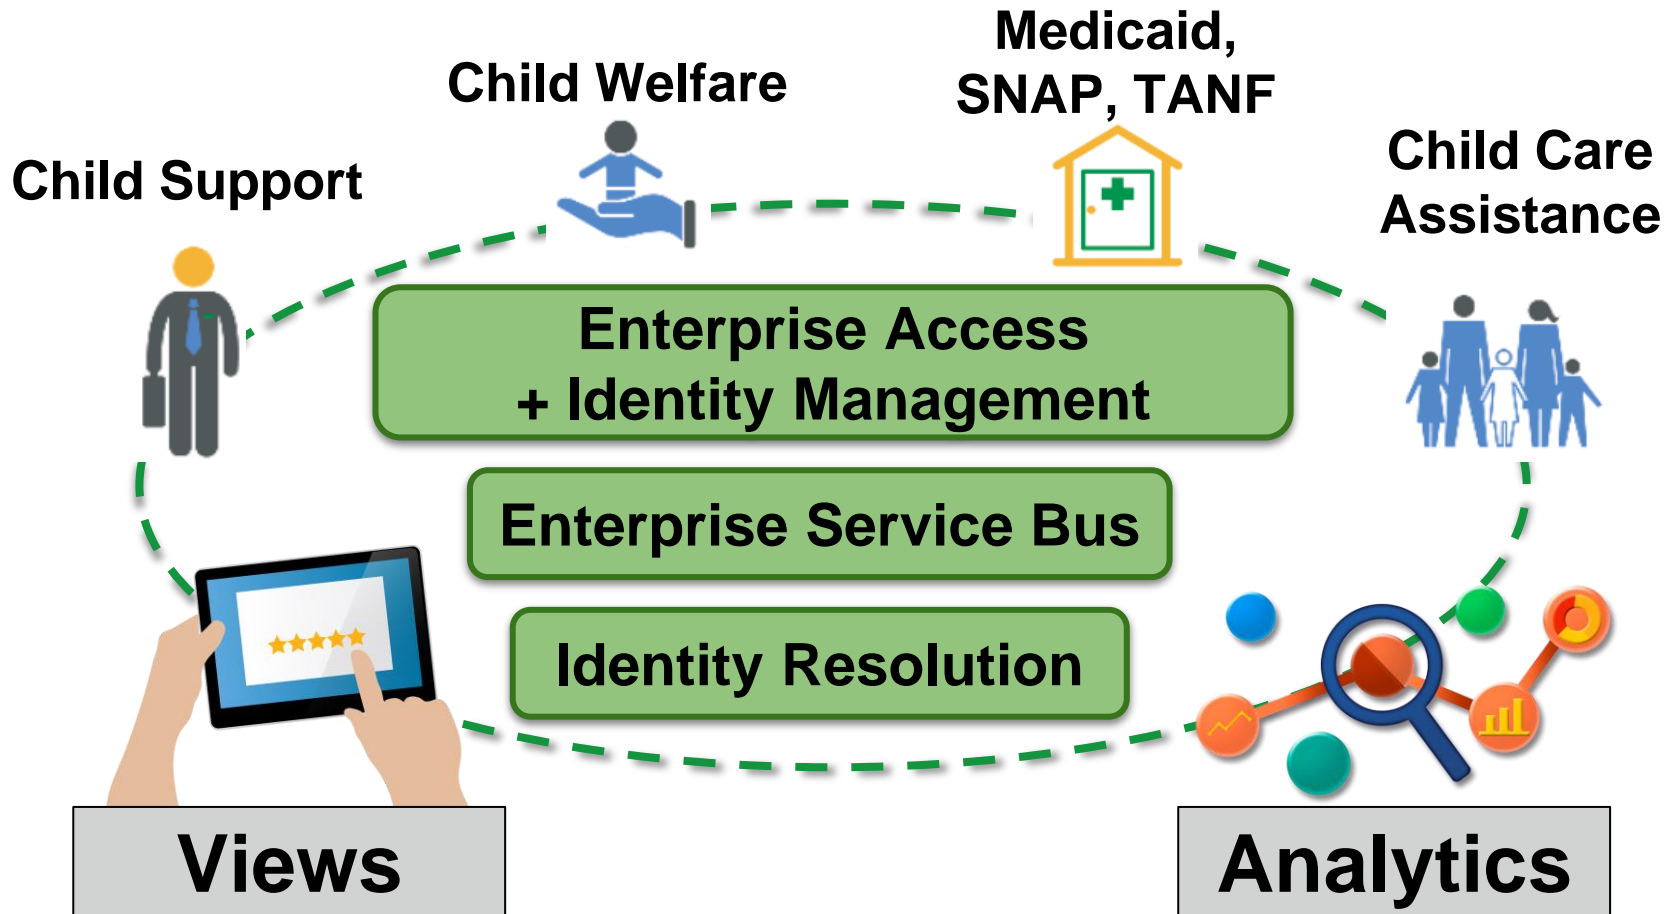 Medicaid,
SNAP, TANF
Child Welfare
Child Care
Assistance
Child Support
Enterprise Access
+ Identity Management
Enterprise Service Bus
Identity Resolution
Views
Analytics